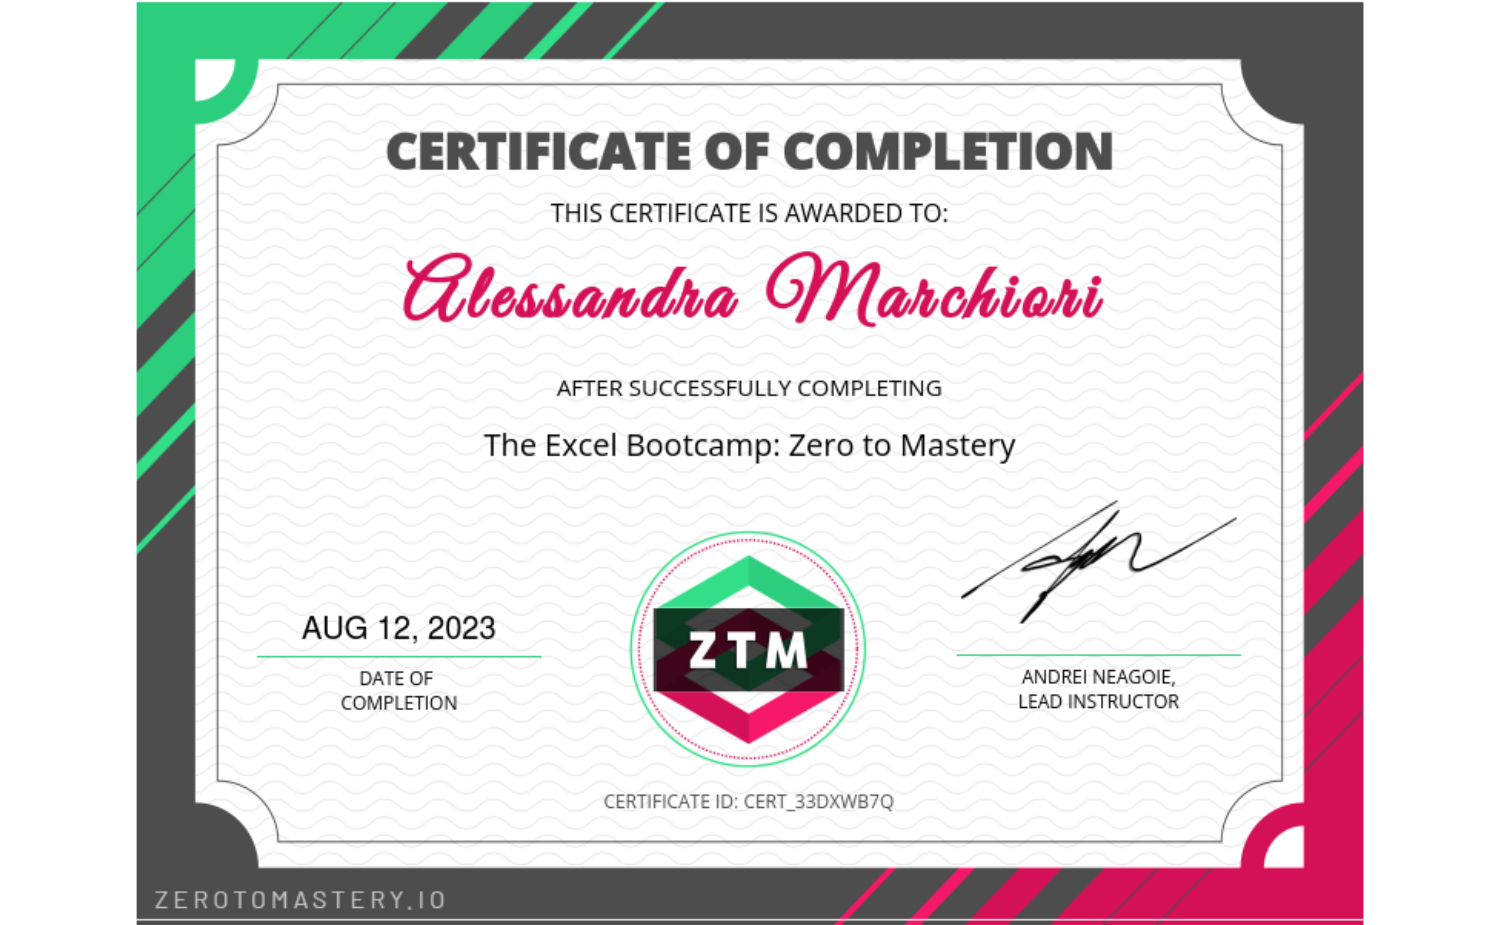 CERTIFICATE OF COMPLETION
THIS CERTIFICATE IS AWARDED TO:
Alessandra Marchiori
AFTER SUCCESSFULLY COMPLETING
The Excel Bootcamp: Zero to Mastery
AUG 12, 2023
DATE OF
COMPLETION
ZTM
ANDREI NEAGOIE,
LEAD INSTRUCTOR
CERTIFICATE ID: CERT_33DXWB7Q
ZEROTOMASTERY.IO